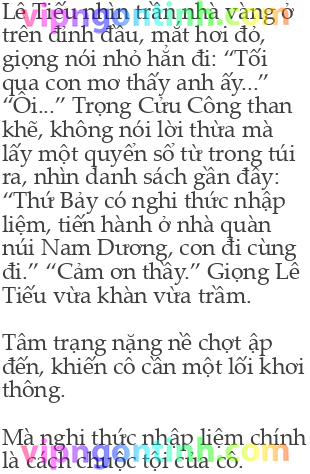 Lê Tiếu nhìn trần nhà vàng ở
vipngontinh.com
trên đỉnh đầu, mắt hơi đỏ,
giọng nói nhỏ hẳn đi: “Tối
qua con mơ thấy anh ấy...”
“Ôi...” Trọng Cửu Công than
khẽ, không nói lời thừa mà
lấy một quyển sổ từ trong túi
ra, nhìn danh sách gần đây:
“Thứ Bảy có nghi thức nhập
liệm, tiến hành ở nhà quàn
núi Nam Dương, con đi cùng
đi.” “Cảm ơn thầy.” Giọng Lê
Tiếu vừa khàn vừa trầm.
Tâm trạng nặng nề chợt ập
đến, khiến cô cần một lối khơi
thông.
Mà nghi thức nhập liệm chính
vipngontinh.com
là cách chuộc tội của cô.